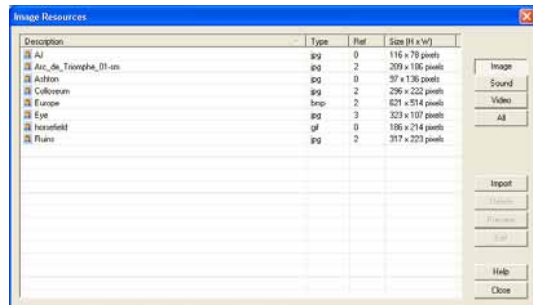 Image Resources
Description Type Ref Size (H x W)
AJ jpg 0 116 x 78 pixels
Arc_de_Triomphe_01-sm jpg 2 209 x 186 pixels
Ashton jpg 0 97 x 136 pixels
Colloseum jpg 2 296 x 222 pixels
Europe bmp 2 621 x 514 pixels
Eye jpg 3 323 x 107 pixels
horsefield gif 0 186 x 214 pixels
Ruins jpg 2 317 x 223 pixels
Image
Sound
Video
All
Import
Delete
Preview
Edit
Help
Close